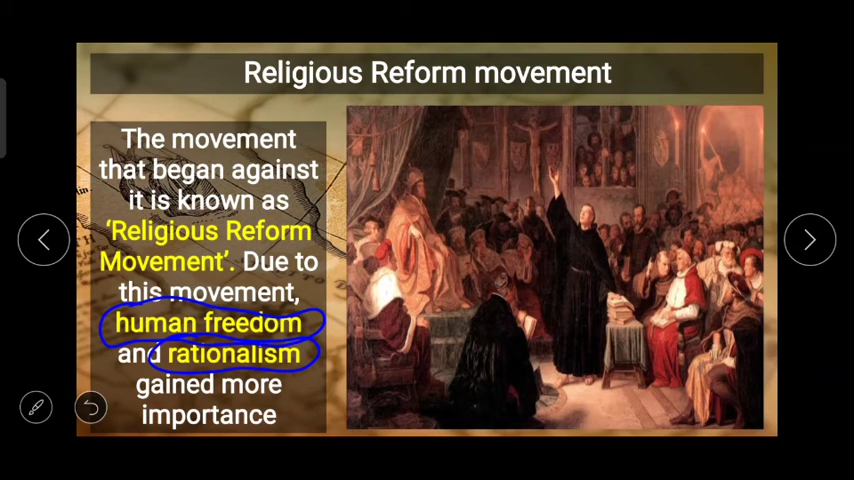 Religious Reform movement
The movement
that began against
it is known as
‘Religious Reform
Movement’. Due to
this movement,
human freedom
and rationalism
gained more
importance